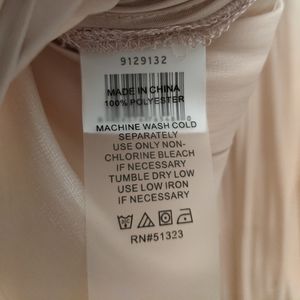 9129132
MADE IN CHINA
100% POLYESTER
MACHINE WASH COLD
SEPARATELY
USE ONLY NON-
CHLORINE BLEACH
IF NECESSARY
TUMBLE DRY LOW
USE LOW IRON
IF NECESSARY
RN#51323